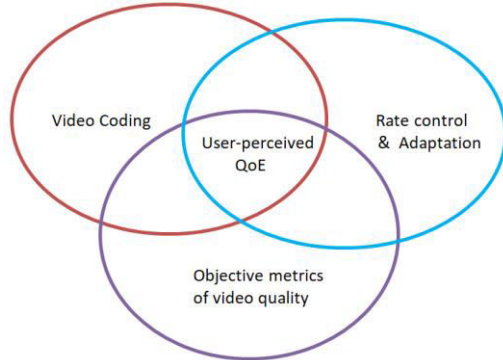 Video Coding
Rate control
& Adaptation
User-perceived
QoE
Objective metrics
of video quality